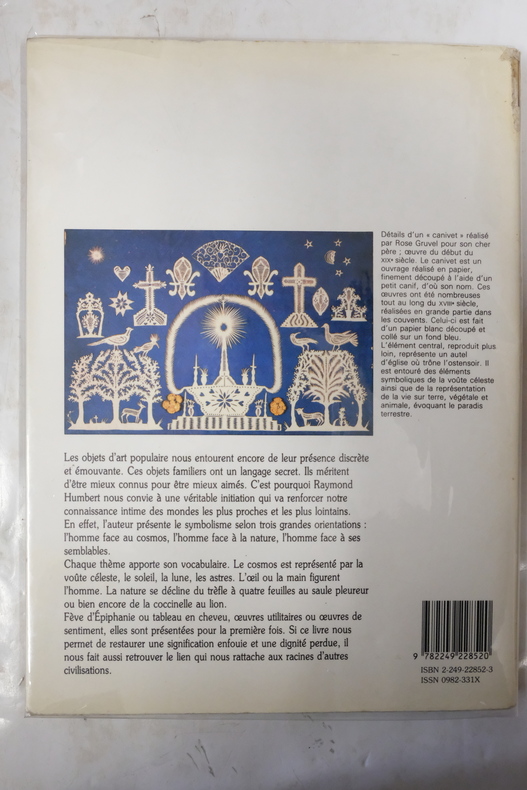 Détails d'un « canivet » réalisé
par Rose Gruvel pour son cher
père ; œuvre du début du
XIXe siècle. Le canivet est un
ouvrage réalisé en papier,
finement découpé à l'aide d'un
petit canif, d'où son nom. Ces
œuvres ont été nombreuses
tout au long du XVIIIe siècle,
réalisées en grande partie dans
les couvents. Celui-ci est fait
d'un papier blanc découpé et
collé sur un fond bleu.
L'élément central, reproduit plus
loin, représente un autel
d'église où trône l'ostensoir. Il
est entouré des éléments
symboliques de la voûte céleste
ainsi que de la représentation
de la vie sur terre, végétale et
animale, évoquant le paradis
terrestre.
Les objets d'art populaire nous entourent encore de leur présence discrète
et émouvante. Ces objets familiers ont un langage secret. Ils méritent
d'être mieux connus pour être mieux aimés. C'est pourquoi Raymond
Humbert nous convie à une véritable initiation qui va renforcer notre
connaissance intime des mondes les plus proches et les plus lointains.
En effet, l'auteur présente le symbolisme selon trois grandes orientations :
l'homme face au cosmos, l'homme face à la nature, l'homme face à ses
semblables.
Chaque thème apporte son vocabulaire. Le cosmos est représenté par la
voûte céleste, le soleil, la lune, les astres. L'œil ou la main figurent
l'homme. La nature se décline du trèfle à quatre feuilles au saule pleureur
ou bien encore de la coccinelle au lion.
Fève d'Épiphanie ou tableau en cheveu, œuvres utilitaires ou œuvres de
sentiment, elles sont présentées pour la première fois. Si ce livre nous
permet de restaurer une signification enfouie et une dignité perdue, il
nous fait aussi retrouver le lien qui nous rattache aux racines d'autres
civilisations.
9 782249 228520
ISBN 2-249-22852-3
ISSN 0982-331X